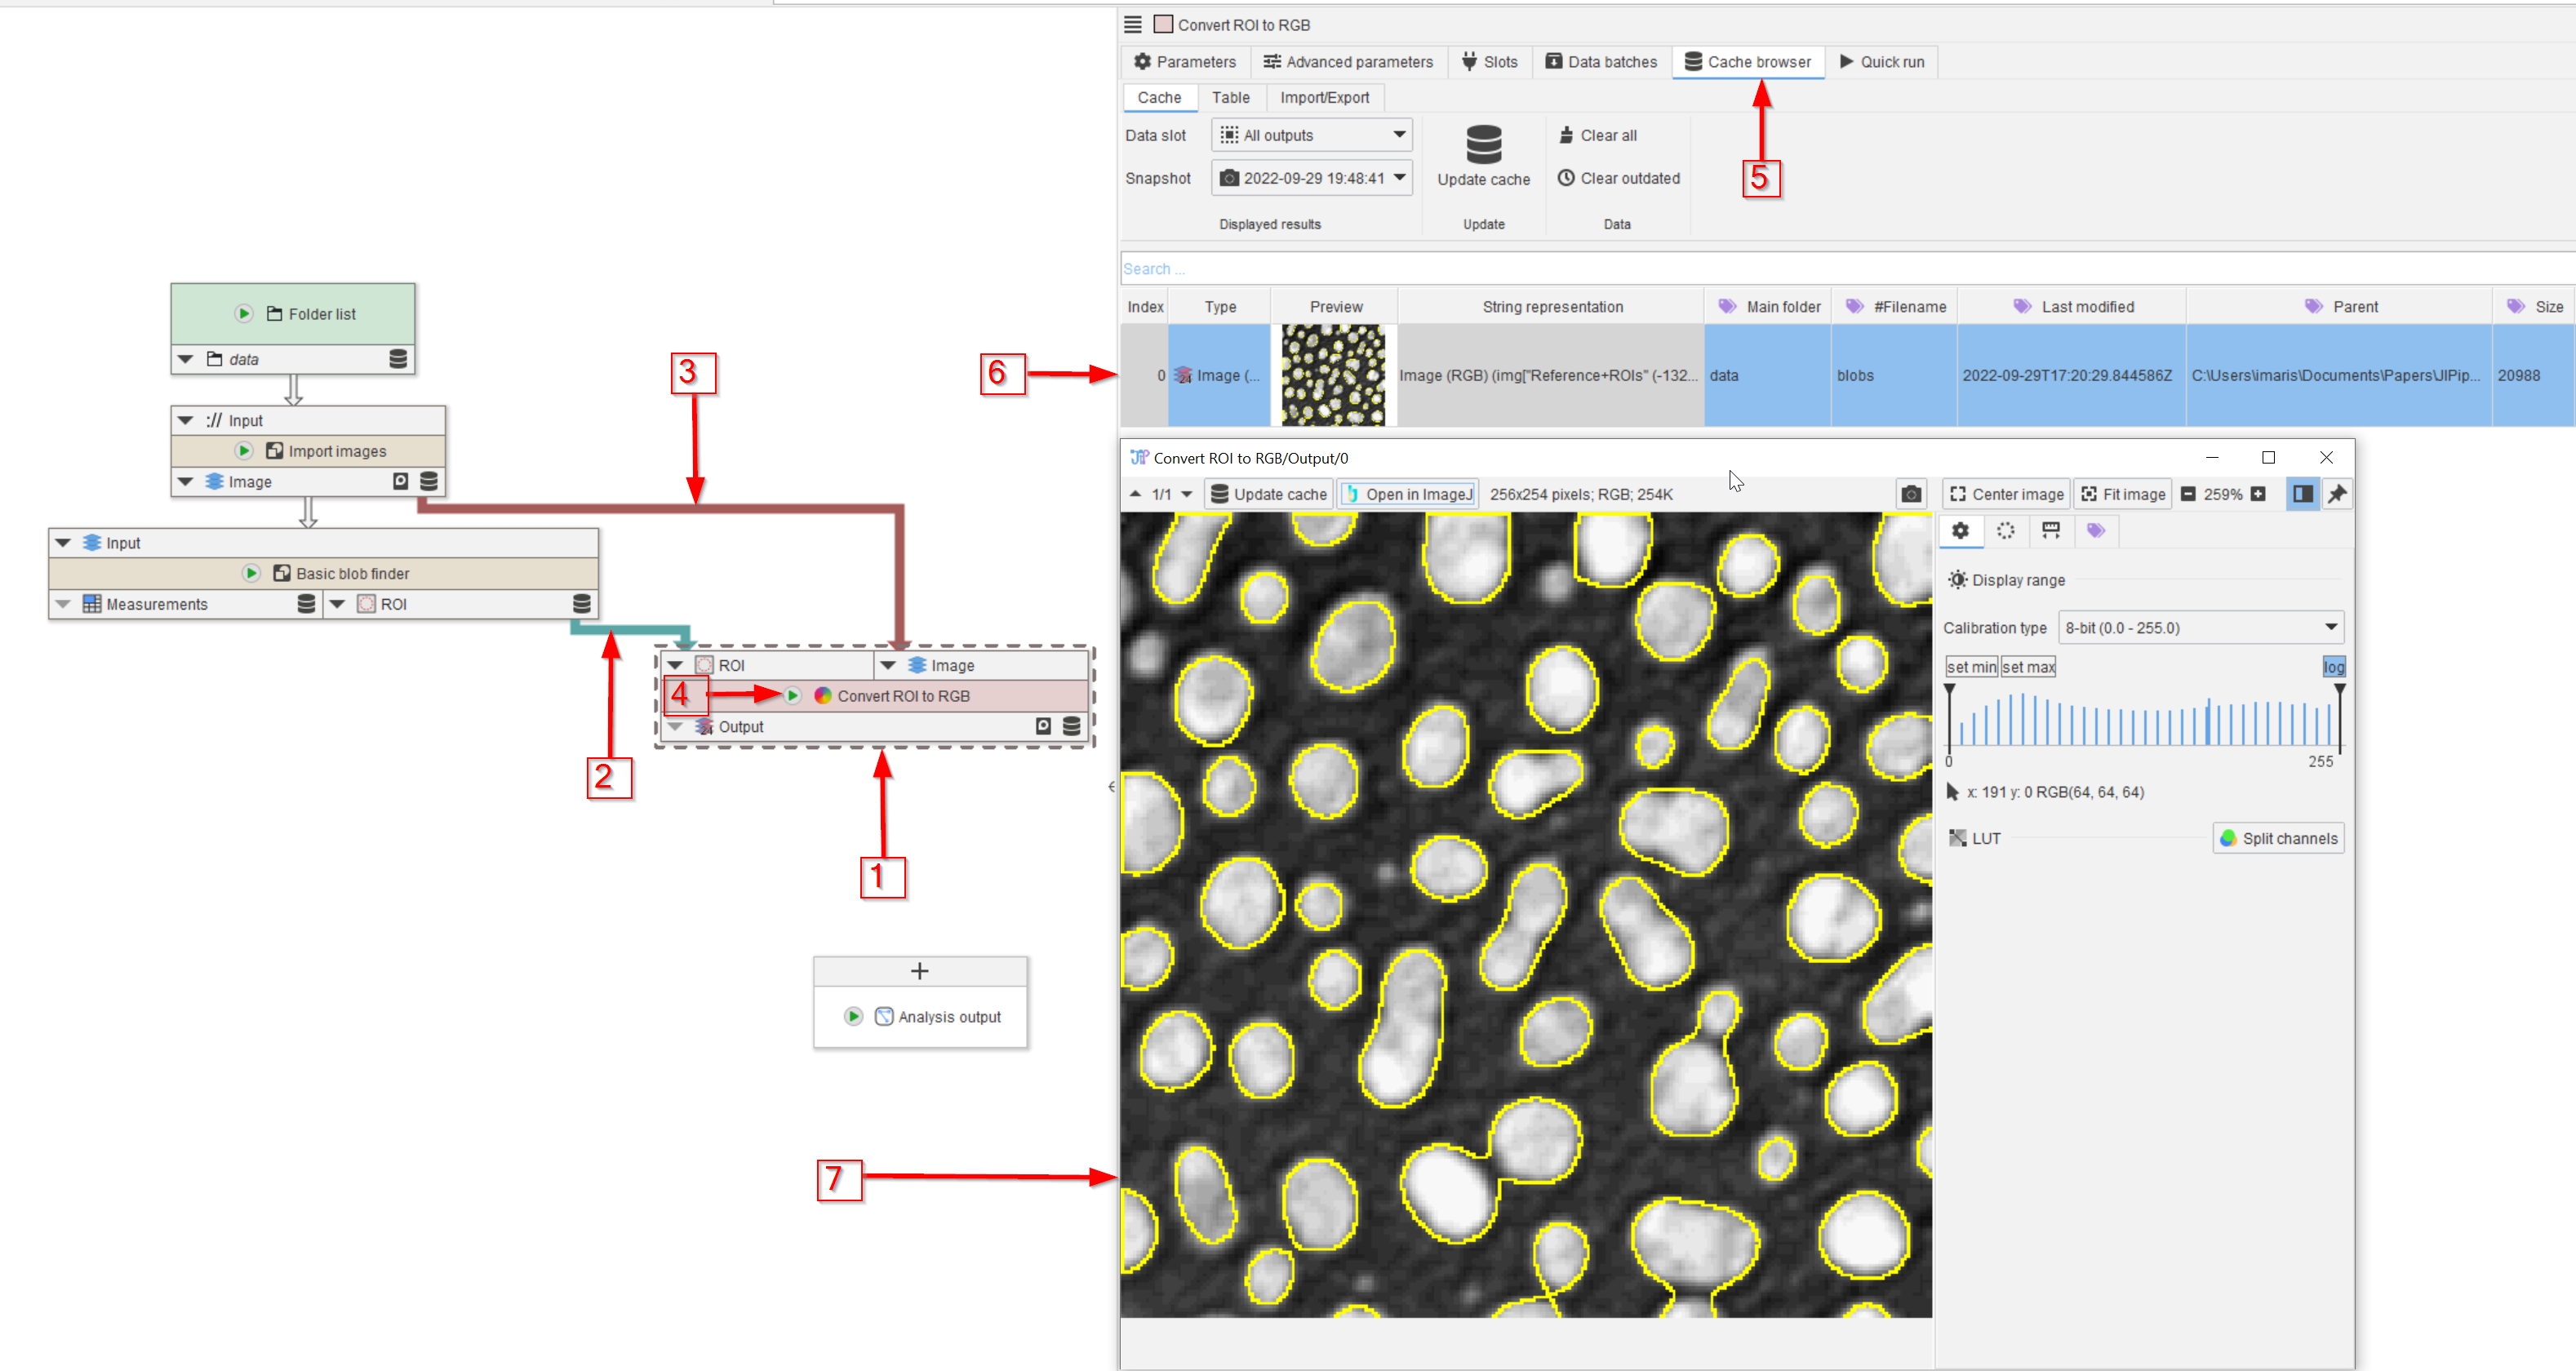 Convert ROI to RGB
Parameters
Advanced parameters
Slots
Data batches
Cache browser
Quick run
Cache
Table
Import/Export
Data slot
All outputs
Clear all
Snapshot
2022-09-29 19:48:41
Update cache
Clear outdated
5
Displayed results
Update
Data
Search ...
Index
Type
Preview
String representation
Main folder
#Filename
Last modified
Parent
Size
0
Image (...
Image (RGB) (img["Reference+ROIs" (-132...
data
blobs
2022-09-29T17:20:29.844586Z
C:\Users\imaris\Documents\Papers\JIPip...
20988
Folder list
data
3
6
Input
Import images
Image
Input
Basic blob finder
Measurements
ROI
ROI
Image
4
Convert ROI to RGB
Output
2
1
Analysis output
7
Convert ROI to RGB/Output/0
1/1
Update cache
Open in ImageJ
256x254 pixels; RGB; 254K
Center image
Fit image
259%
Display range
Calibration type
8-bit (0.0 - 255.0)
set min
set max
log
0
255
x: 191 y: 0 RGB(64, 64, 64)
LUT
Split channels